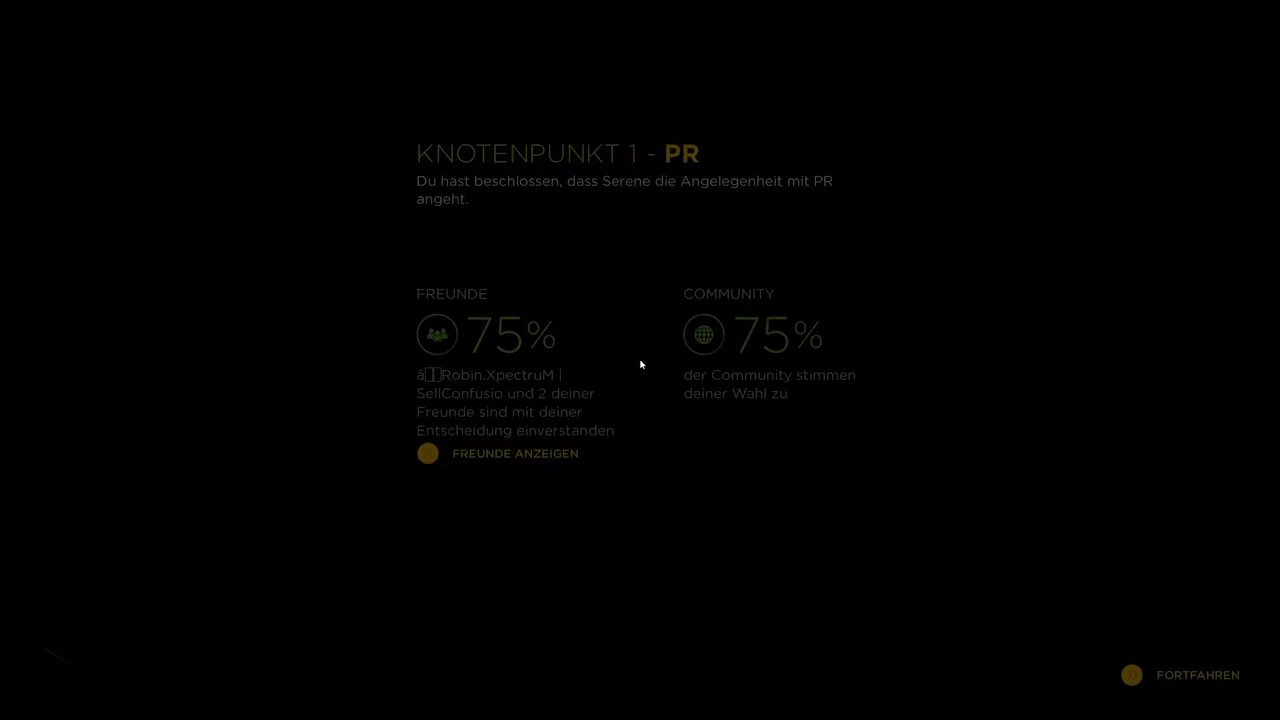 KNOTENPUNKT 1 - PR
Du hast beschlossen, dass Serene die Angelegenheit mit PR
angeht.
FREUNDE
75%
â□□Robin.XpectruM |
SellConfusio und 2 deiner
Freunde sind mit deiner
Entscheidung einverstanden
FREUNDE ANZEIGEN
COMMUNITY
75%
der Community stimmen
deiner Wahl zu
FORTFAHREN